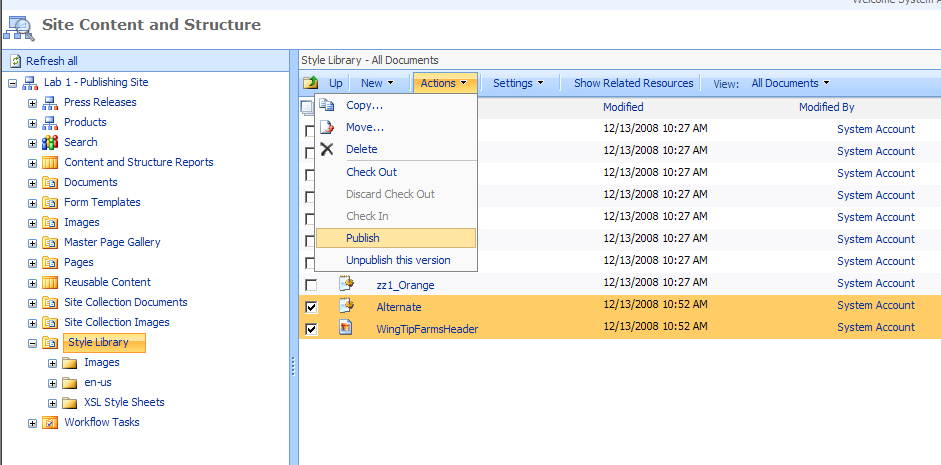 Welcome System A
Site Content and Structure
Refresh all
Lab 1 - Publishing Site
Press Releases
Products
Search
Content and Structure Reports
Documents
Form Templates
Images
Master Page Gallery
Pages
Reusable Content
Site Collection Documents
Site Collection Images
Style Library
Images
en-us
XSL Style Sheets
Workflow Tasks
Style Library - All Documents
Up New Actions Settings Show Related Resources View: All Documents
Copy...
Move...
Delete
Check Out
Discard Check Out
Check In
Publish
Unpublish this version
Modified Modified By
12/13/2008 10:27 AM System Account
12/13/2008 10:27 AM System Account
12/13/2008 10:27 AM System Account
12/13/2008 10:27 AM System Account
12/13/2008 10:27 AM System Account
12/13/2008 10:27 AM System Account
12/13/2008 10:27 AM System Account
zz1_Orange 12/13/2008 10:27 AM System Account
Alternate 12/13/2008 10:52 AM System Account
WingTipFarmsHeader 12/13/2008 10:52 AM System Account